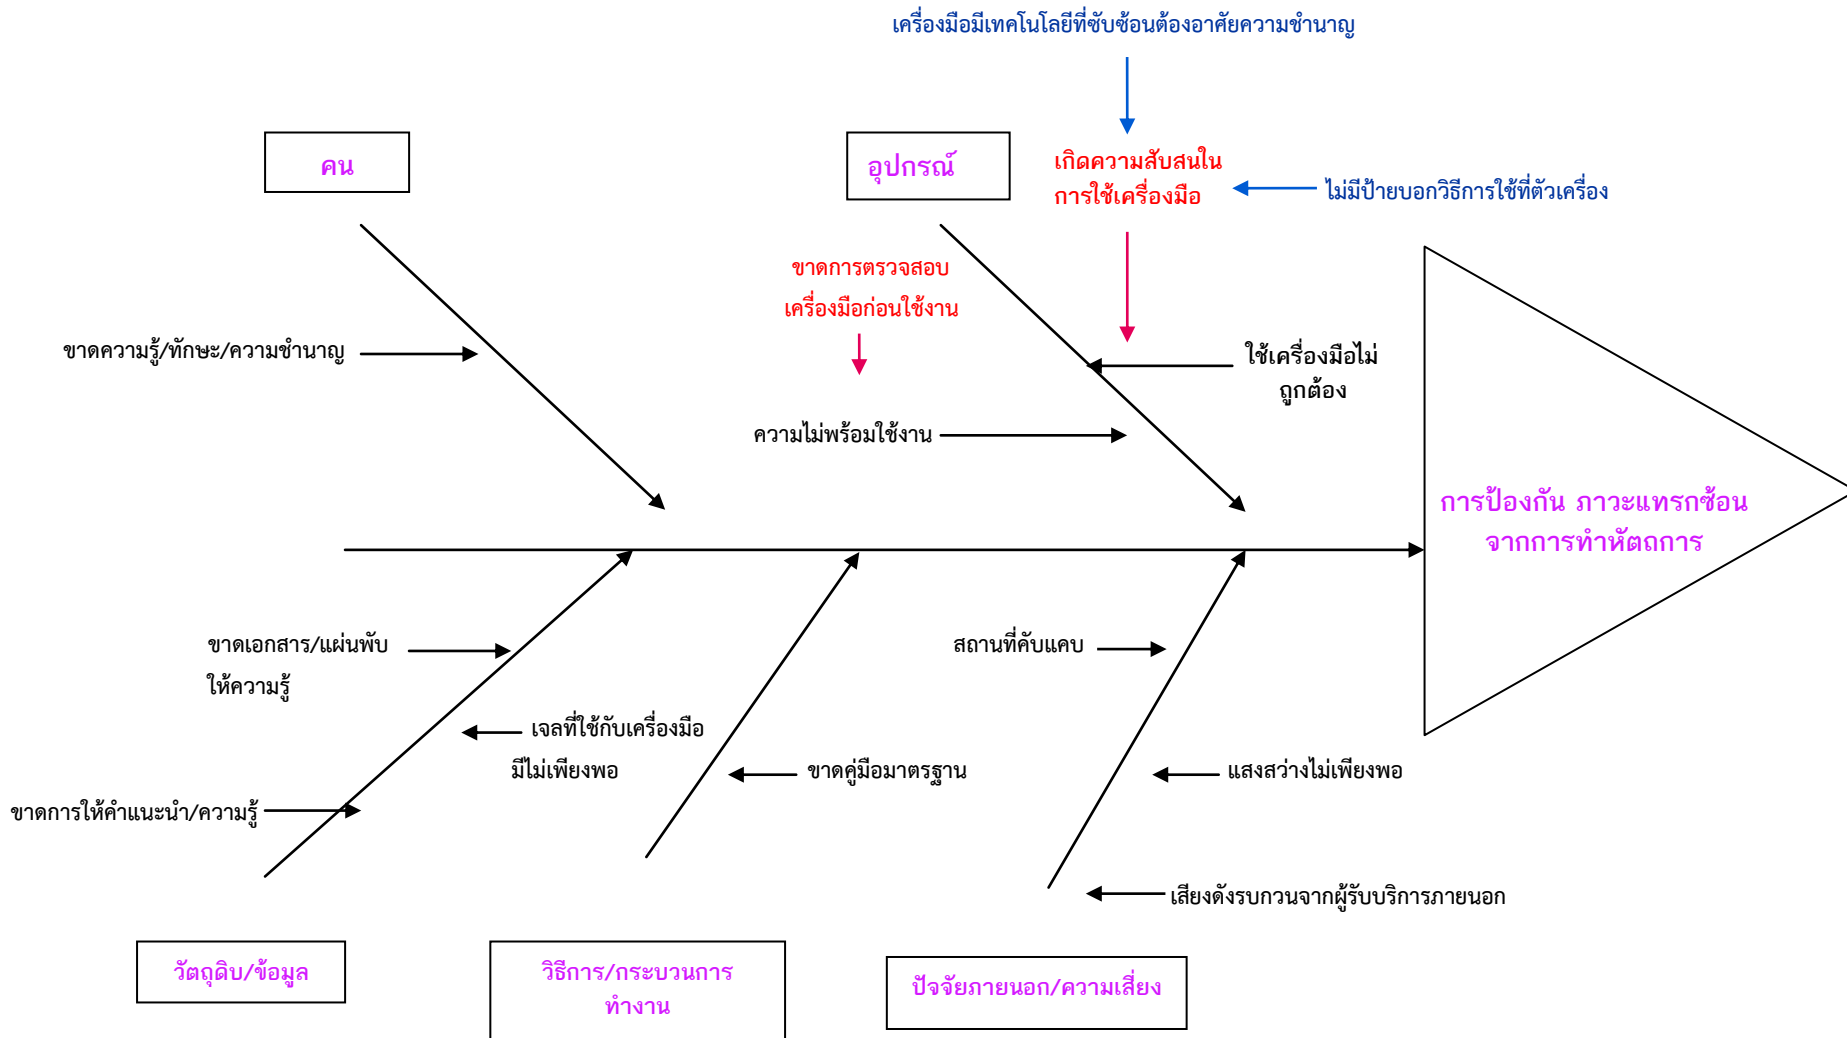 เครื่องมือมีเทคโนโลยีที่ซับซ้อนต้องอาศัยความชำนาญ
คน
อุปกรณ์
เกิดความสับสนใน
การใช้เครื่องมือ
ไม่มีป้ายบอกวิธีการใช้ที่ตัวเครื่อง
ขาดการตรวจสอบ
เครื่องมือก่อนใช้งาน
ขาดความรู้/ทักษะ/ความชำนาญ
ใช้เครื่องมือไม่
ถูกต้อง
ความไม่พร้อมใช้งาน
การป้องกัน ภาวะแทรกซ้อน
จากการทำหัตถการ
ขาดเอกสาร/แผ่นพับ
ให้ความรู้
สถานที่คับแคบ
เจลที่ใช้กับเครื่องมือ
มีไม่เพียงพอ
ขาดคู่มือมาตรฐาน
แสงสว่างไม่เพียงพอ
ขาดการให้คำแนะนำ/ความรู้
เสียงดังรบกวนจากผู้รับบริการภายนอก
วัตถุดิบ/ข้อมูล
วิธีการ/กระบวนการ
ทำงาน
ปัจจัยภายนอก/ความเสี่ยง